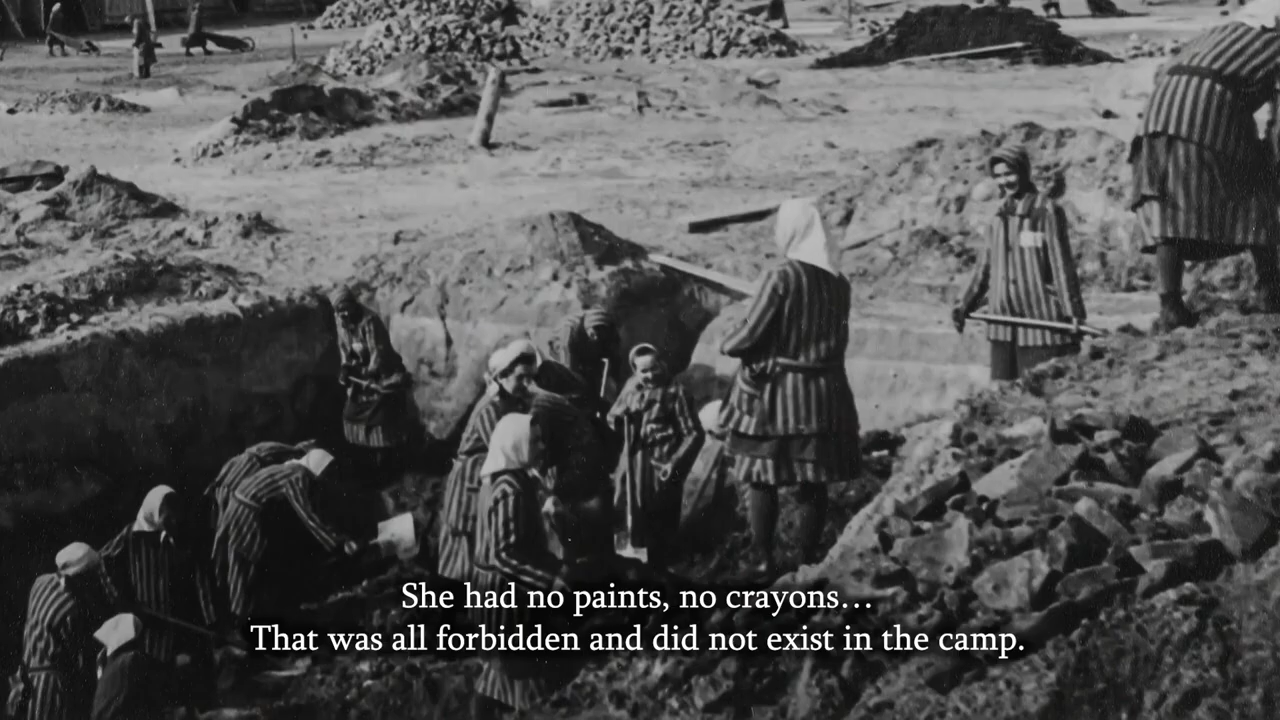 She had no paints, no crayons…
That was all forbidden and did not exist in the camp.